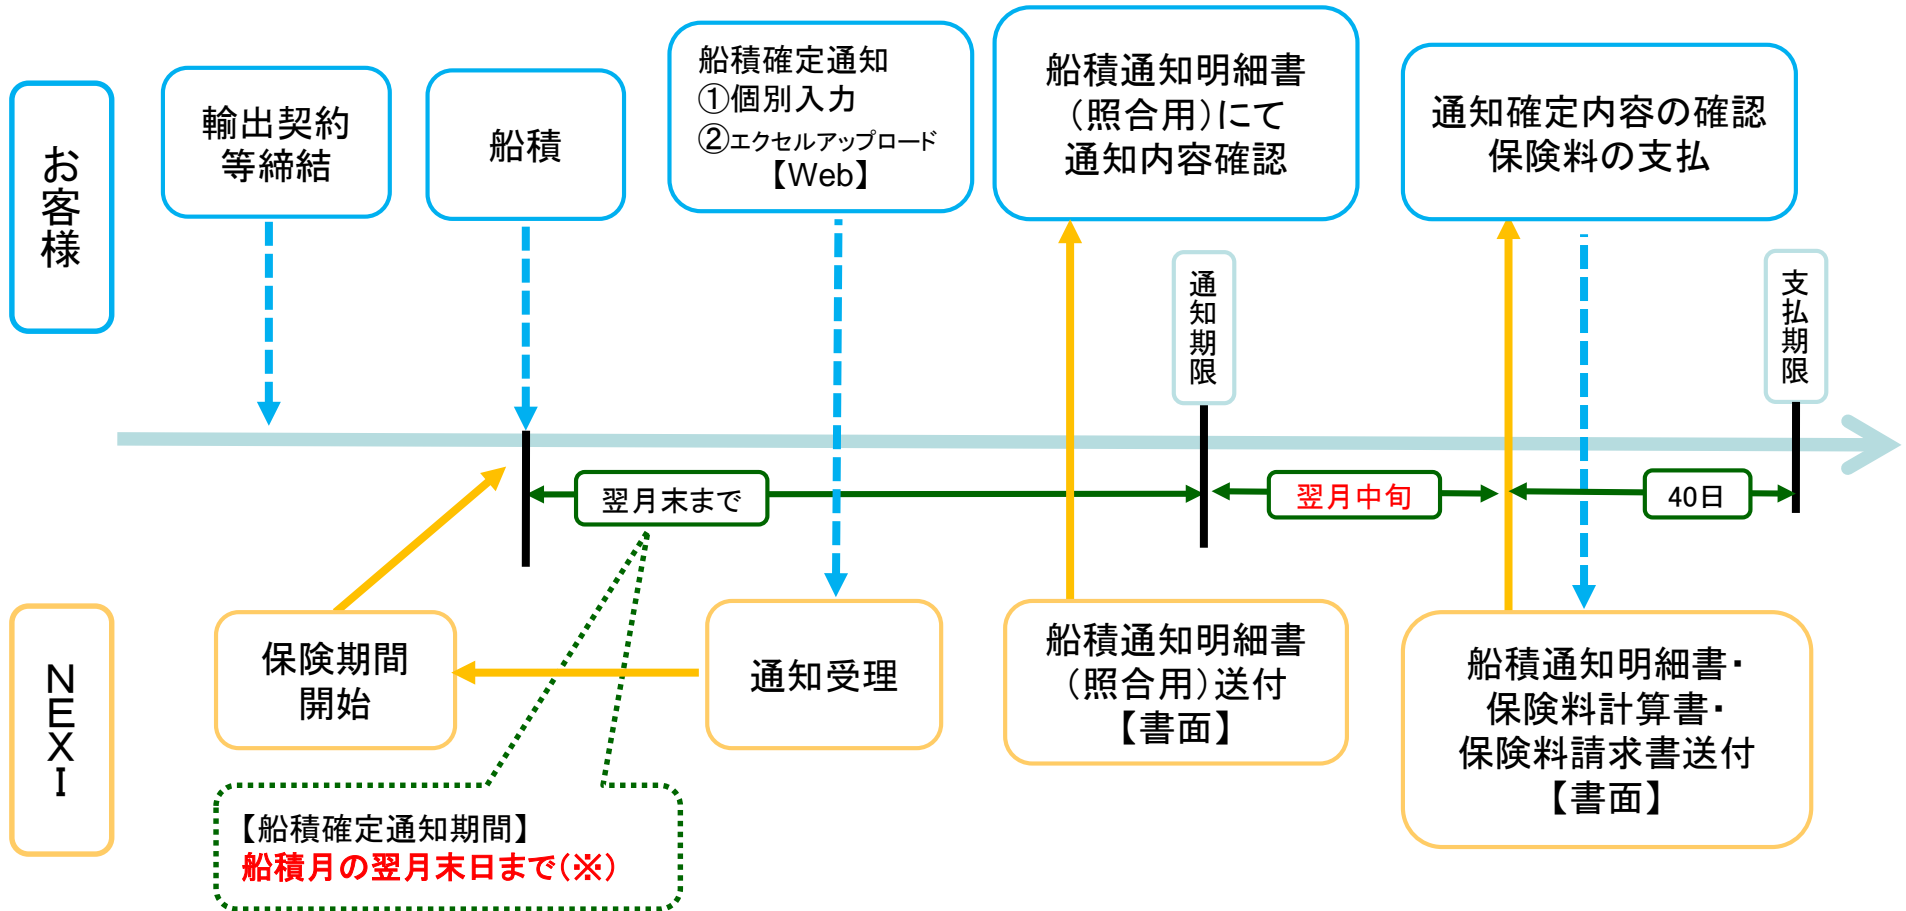 お客様
輸出契約
等締結
船積
船積確定通知
①個別入力
②エクセルアップロード
【Web】
船積通知明細書
（照合用）にて
通知内容確認
通知確定内容の確認
保険料の支払
通知期限
支払期限
翌月末まで
翌月中旬
40日
NEXI
保険期間
開始
通知受理
船積通知明細書
（照合用）送付
【書面】
船積通知明細書・
保険料計算書・
保険料請求書送付
【書面】
【船積確定通知期間】
船積月の翌月末日まで（※）